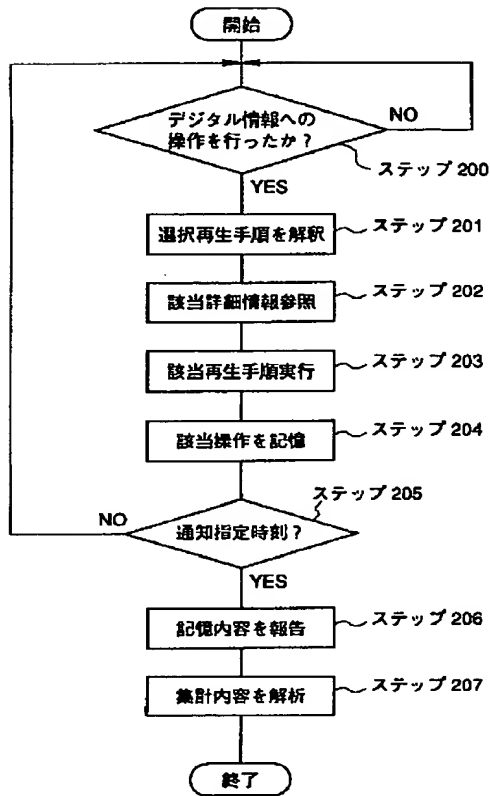 開始
デジタル情報への
操作を行ったか？
NO
ステップ 200
YES
選択再生手順を解釈
ステップ 201
該当詳細情報参照
ステップ 202
該当再生手順実行
ステップ 203
該当操作を記憶
ステップ 204
ステップ 205
NO
通知指定時刻？
YES
記憶内容を報告
ステップ 206
集計内容を解析
ステップ 207
終了